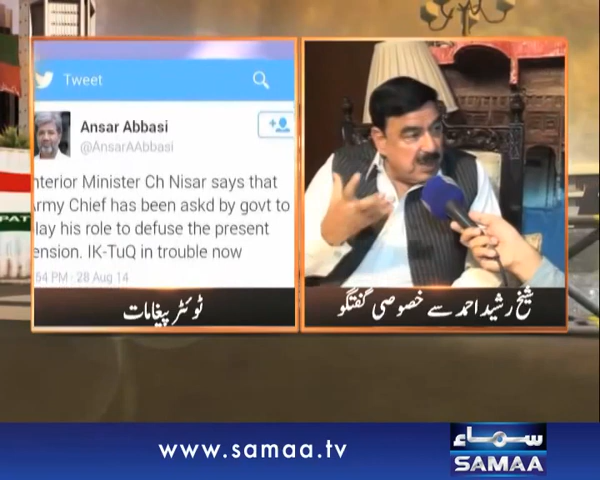 Tweet
Ansar Abbasi
@AnsarAAbbasi
nterior Minister Ch Nisar says that
Army Chief has been askd by govt to
lay his role to defuse the present
ension. IK-TuQ in trouble now
54 PM - 28 Aug 14
ٹوئٹر پیغامات
شیخ رشید احمد سے خصوصی گفتگو
www.samaa.tv
سماء
SAMAA